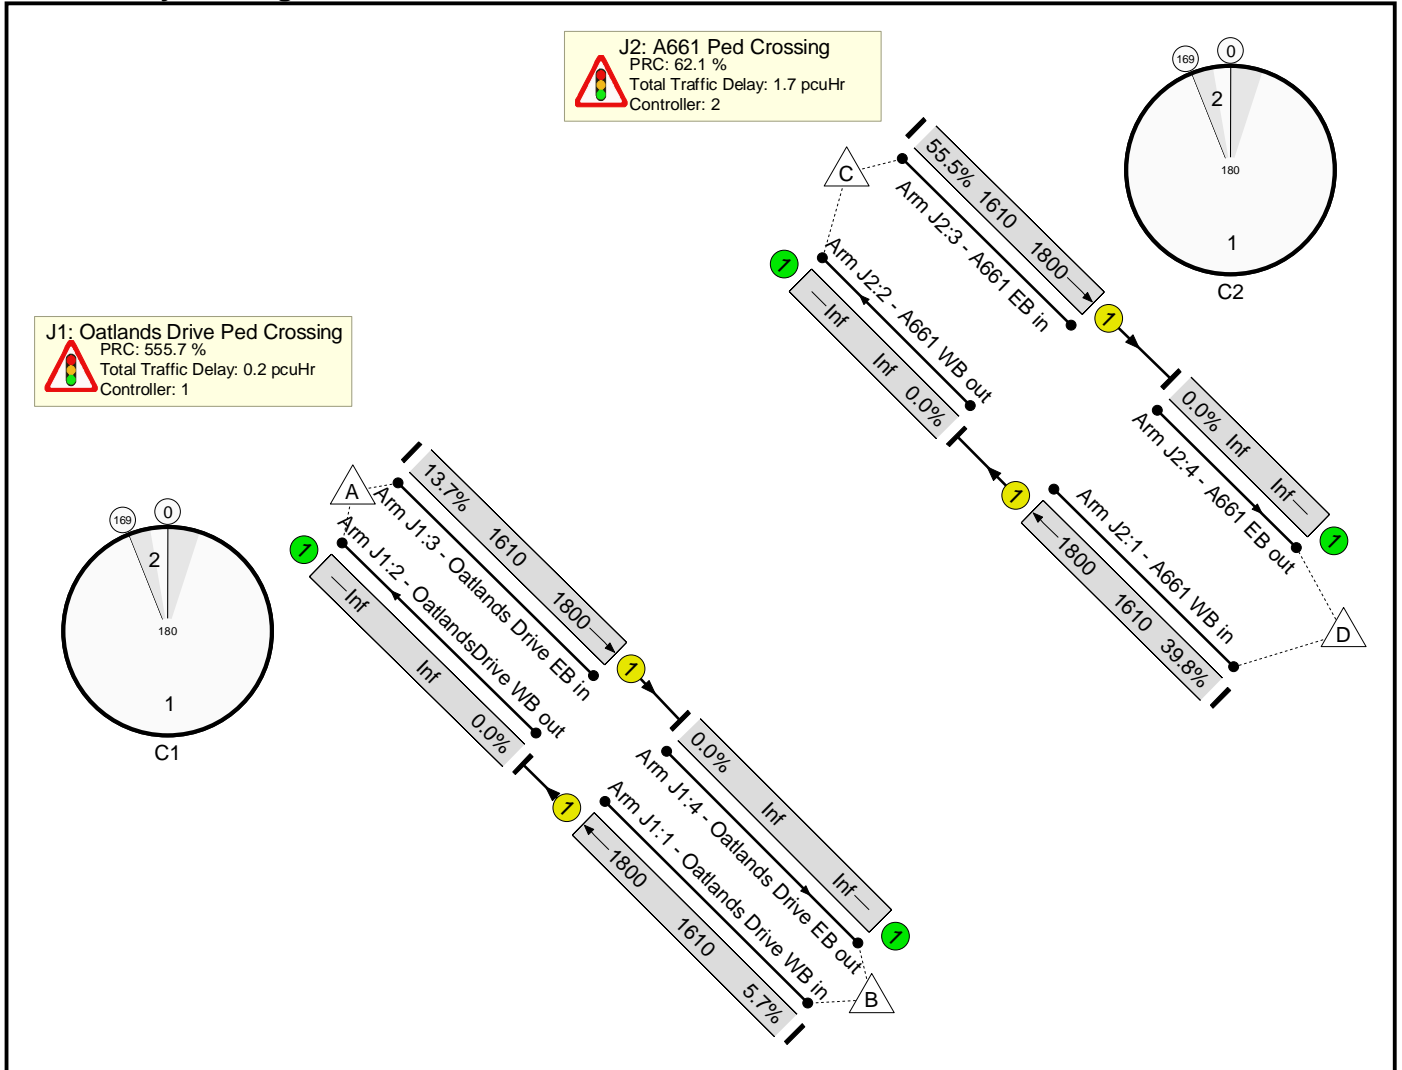 J2: A661 Ped Crossing
PRC: 62.1 %
Total Traffic Delay: 1.7 pcuHr
Controller: 2
169
0
2
180
1
C2
C
55.5% 1610 1800
Arm J2:3 - A661 EB in
1
Arm J2:2 - A661 WB out
1
Inf Inf 0.0%
0.0% Inf Inf
Arm J2:4 - A661 EB out
1
1
Arm J2:1 - A661 WB in
1800 1610 39.8%
D
J1: Oatlands Drive Ped Crossing
PRC: 555.7 %
Total Traffic Delay: 0.2 pcuHr
Controller: 1
169
0
2
180
1
C1
A
13.7% 1610 1800
Arm J1:3 - Oatlands Drive EB in
1
Arm J1:2 - OatlandsDrive WB out
1
Inf Inf 0.0%
0.0% Inf Inf
Arm J1:4 - Oatlands Drive EB out
1
1
Arm J1:1 - Oatlands Drive WB in
1800 1610 5.7%
B